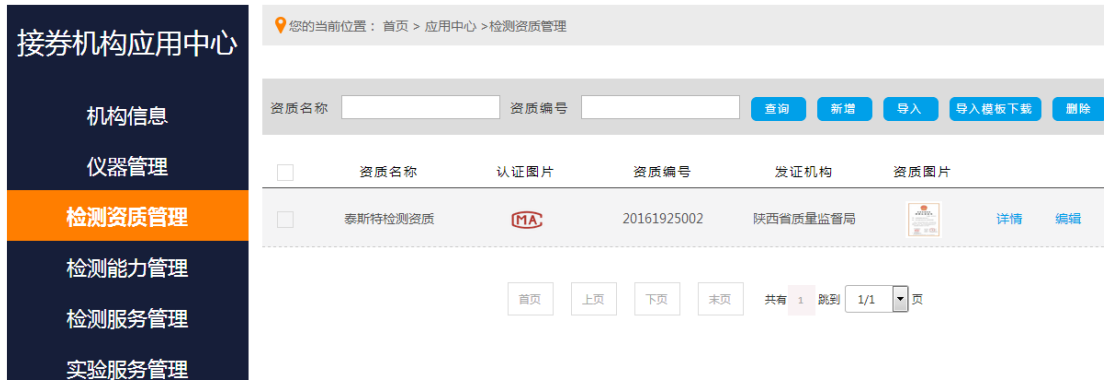 接券机构应用中心
机构信息
仪器管理
检测资质管理
检测能力管理
检测服务管理
实验服务管理
您的当前位置： 首页 > 应用中心 >检测资质管理
资质名称 资质编号 查询 新增 导入 导入模板下载 删除
资质名称 认证图片 资质编号 发证机构 资质图片
泰斯特检测资质 MA 20161925002 陕西省质量监督局 详情 编辑
首页 上页 下页 末页 共有 1 跳到 1/1 页